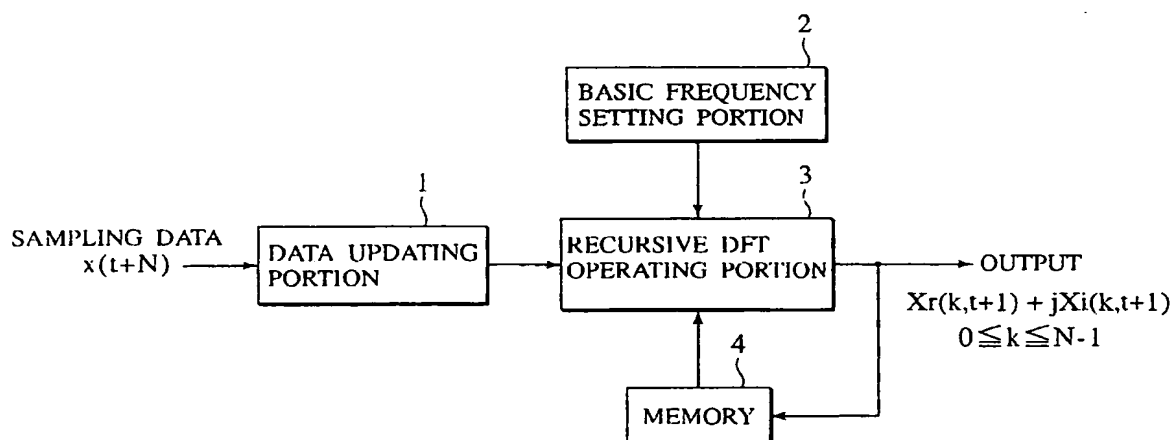 2
BASIC FREQUENCY
SETTING PORTION
1
3
SAMPLING DATA
x(t+N)
DATA UPDATING
PORTION
RECURSIVE DFT
OPERATING PORTION
OUTPUT
Xr(k,t+1) + jXi(k,t+1)
0≦k≦N-1
4
MEMORY